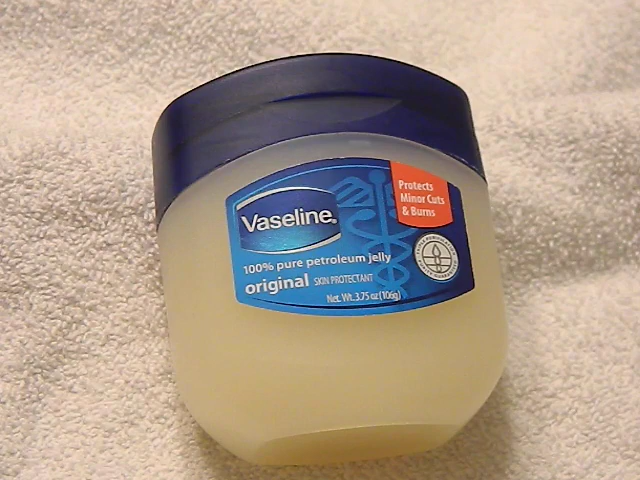 Vaseline®
Protects
Minor Cuts
& Burns
100% pure petroleum jelly
original SKIN PROTECTANT
Net. Wt. 3.75 oz (106g)